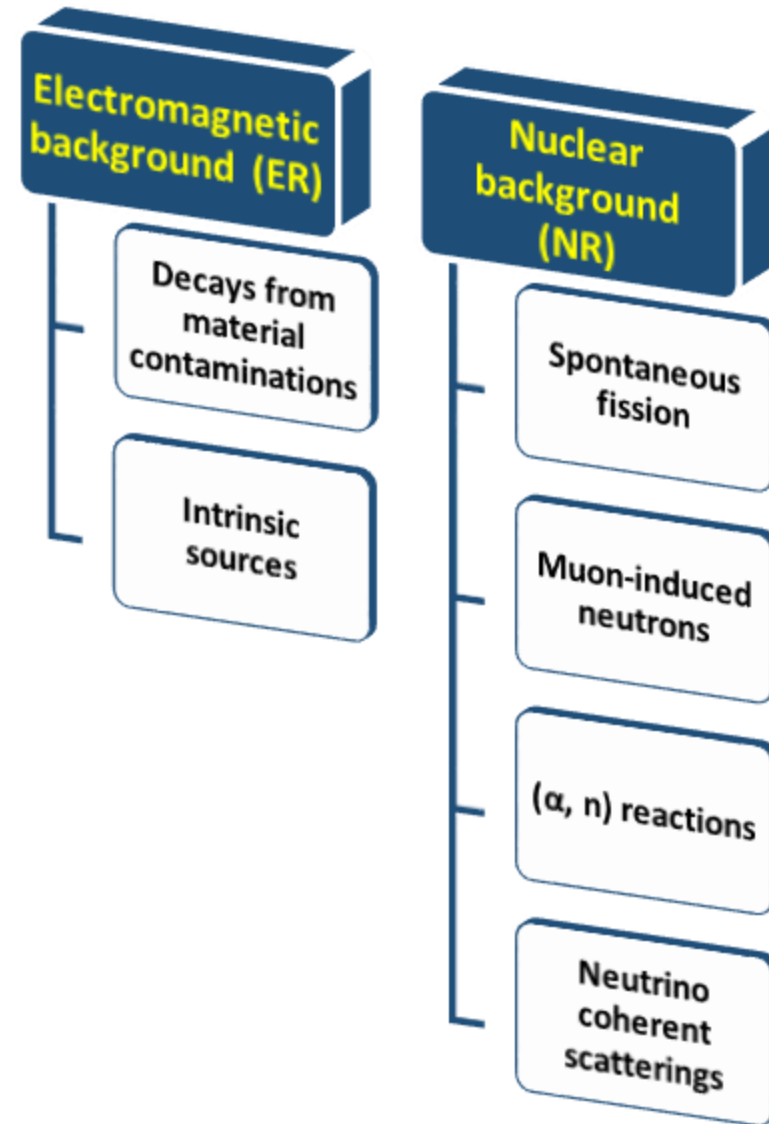 Electromagnetic
background (ER)
Decays from
material
contaminations
Intrinsic
sources
Nuclear
background
(NR)
Spontaneous
fission
Muon-induced
neutrons
(α, n) reactions
Neutrino
coherent
scatterings